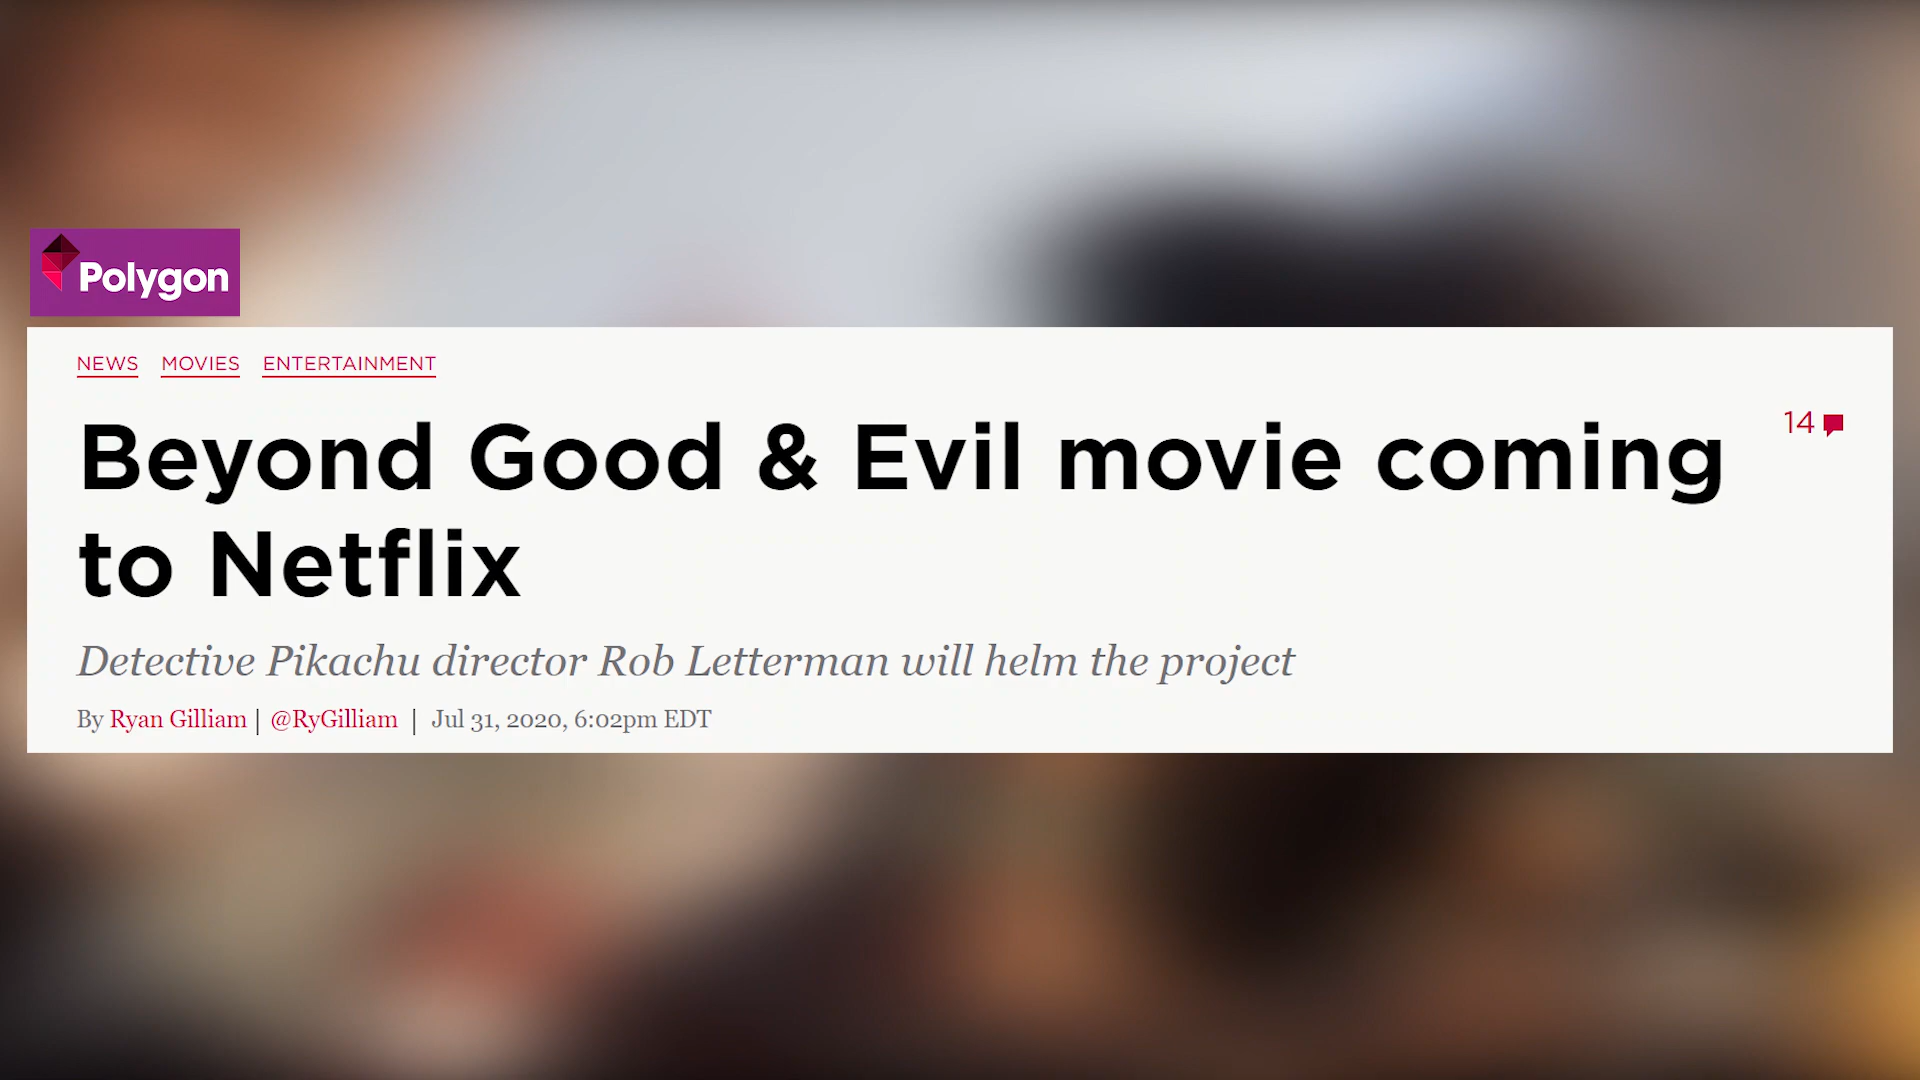 Polygon
NEWS MOVIES ENTERTAINMENT
Beyond Good & Evil movie coming
14
to Netflix
Detective Pikachu director Rob Letterman will helm the project
By Ryan Gilliam | @RyGilliam | Jul 31, 2020, 6:02pm EDT